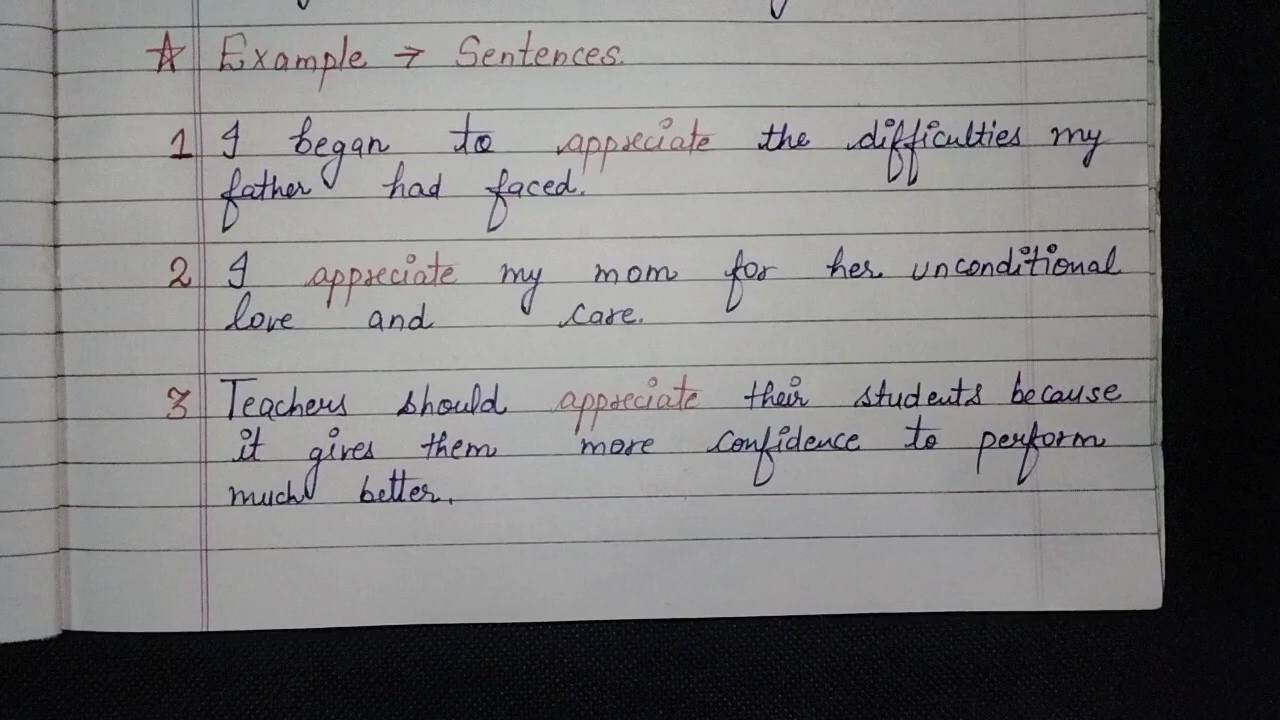 ☆ Example → Sentences.
1 I began to appreciate the difficulties my
father had faced.
2 I appreciate my mom for her unconditional
love and care.
3 Teachers should appreciate their students because
it gives them more confidence to perform
much better.